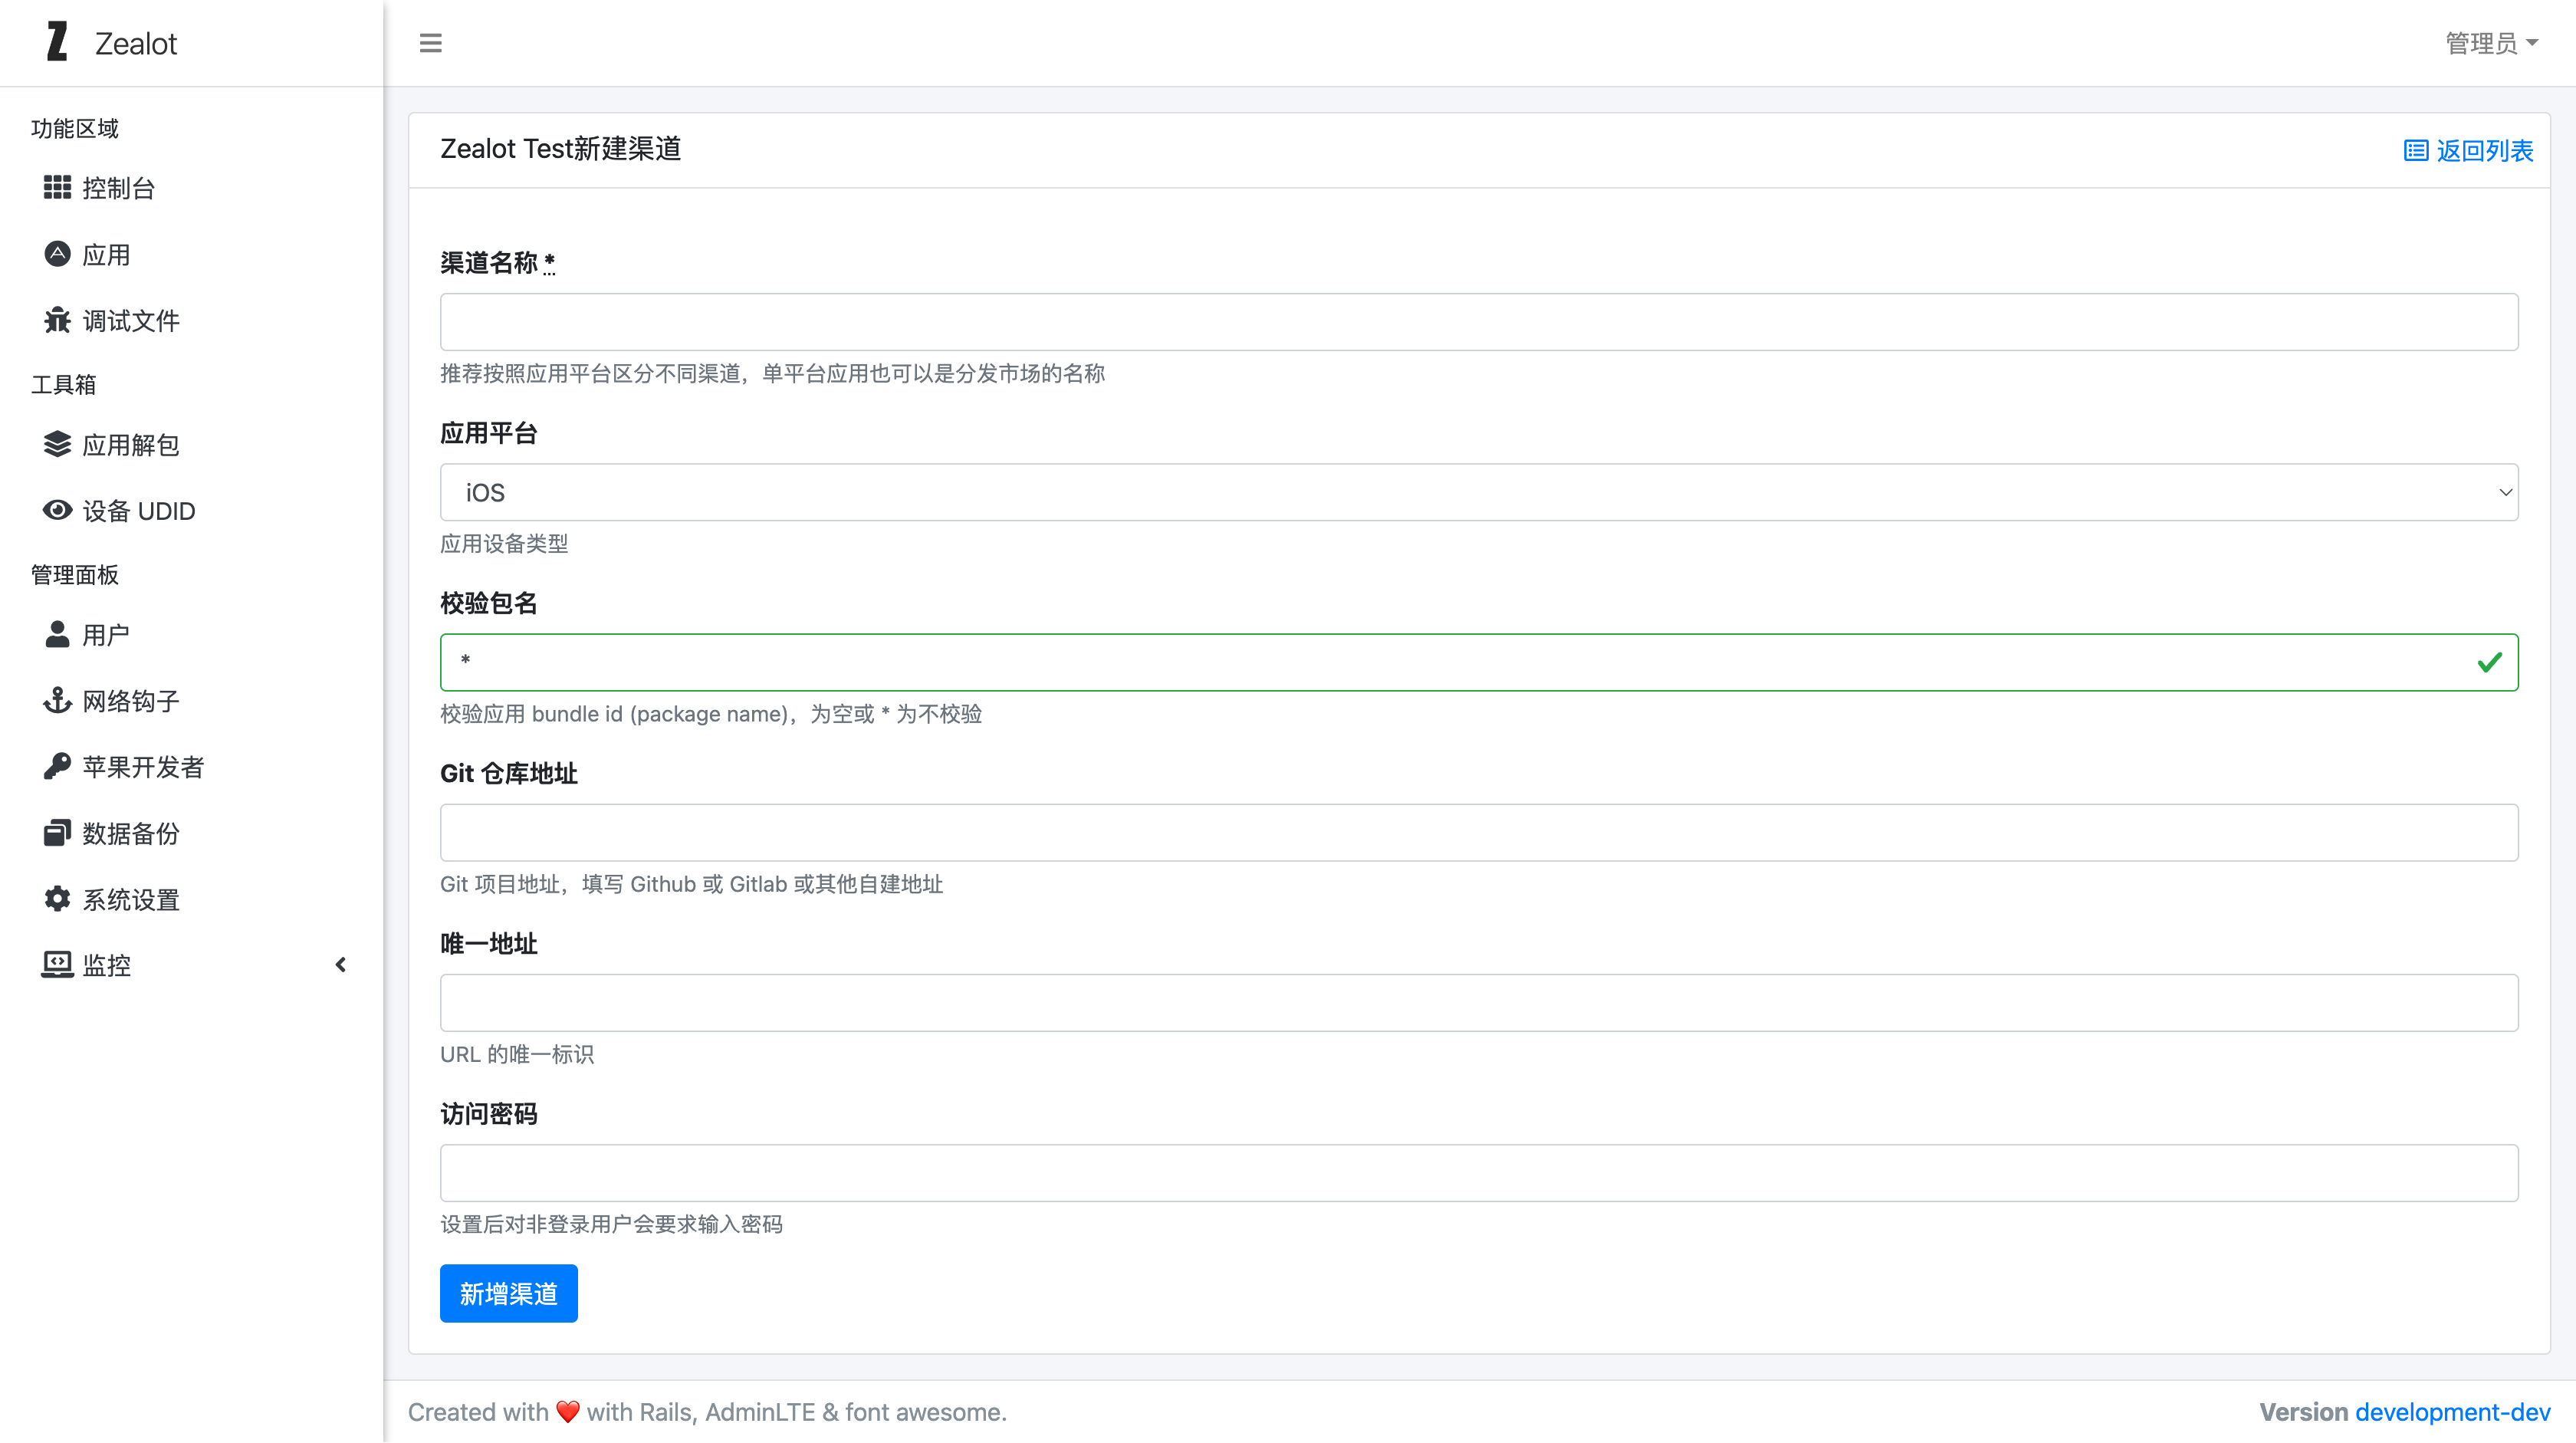 Zealot
管理员
功能区域
控制台
应用
调试文件
工具箱
应用解包
设备 UDID
管理面板
用户
网络钩子
苹果开发者
数据备份
系统设置
监控
Zealot Test新建渠道
返回列表
渠道名称 *
推荐按照应用平台区分不同渠道，单平台应用也可以是分发市场的名称
应用平台
iOS
应用设备类型
校验包名
*
校验应用 bundle id (package name)，为空或 * 为不校验
Git 仓库地址
Git 项目地址，填写 Github 或 Gitlab 或其他自建地址
唯一地址
URL 的唯一标识
访问密码
设置后对非登录用户会要求输入密码
新增渠道
Created with ❤️ with Rails, AdminLTE & font awesome.
Version development-dev